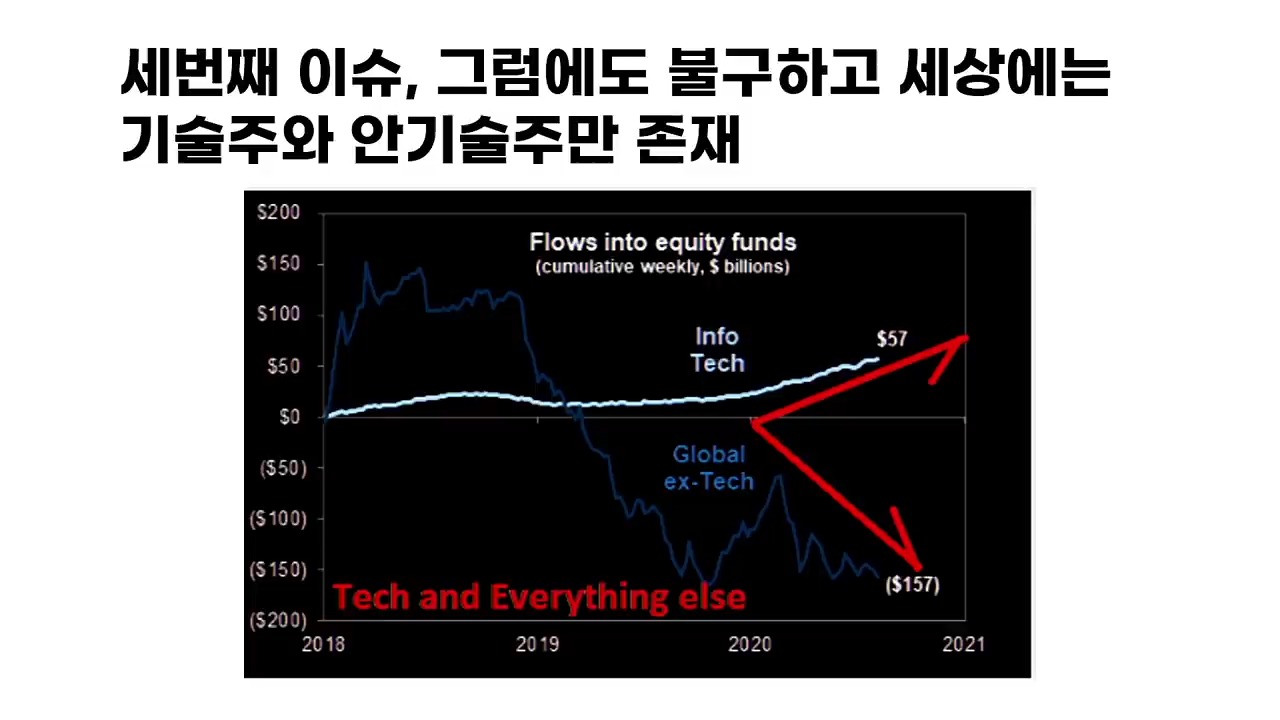 세번째 이슈, 그럼에도 불구하고 세상에는
기술주와 안기술주만 존재
$200
$150
$100
$50
$0
($50)
($100)
($150)
($200)
Flows into equity funds
(cumulative weekly, $ billions)
Info
Tech
$57
Global
ex-Tech
($157)
Tech and Everything else
2018
2019
2020
2021